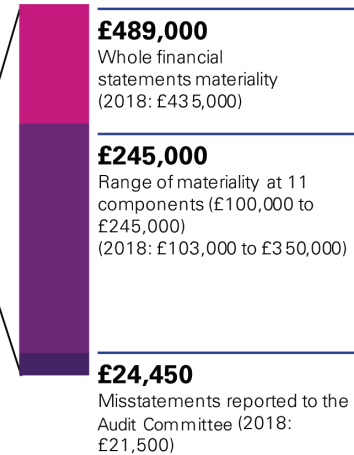 £489,000
Whole financial
statements materiality
(2018: £435,000)
£245,000
Range of materiality at 11
components (£100,000 to
£245,000)
(2018: £103,000 to £350,000)
£24,450
Misstatements reported to the
Audit Committee (2018:
£21,500)